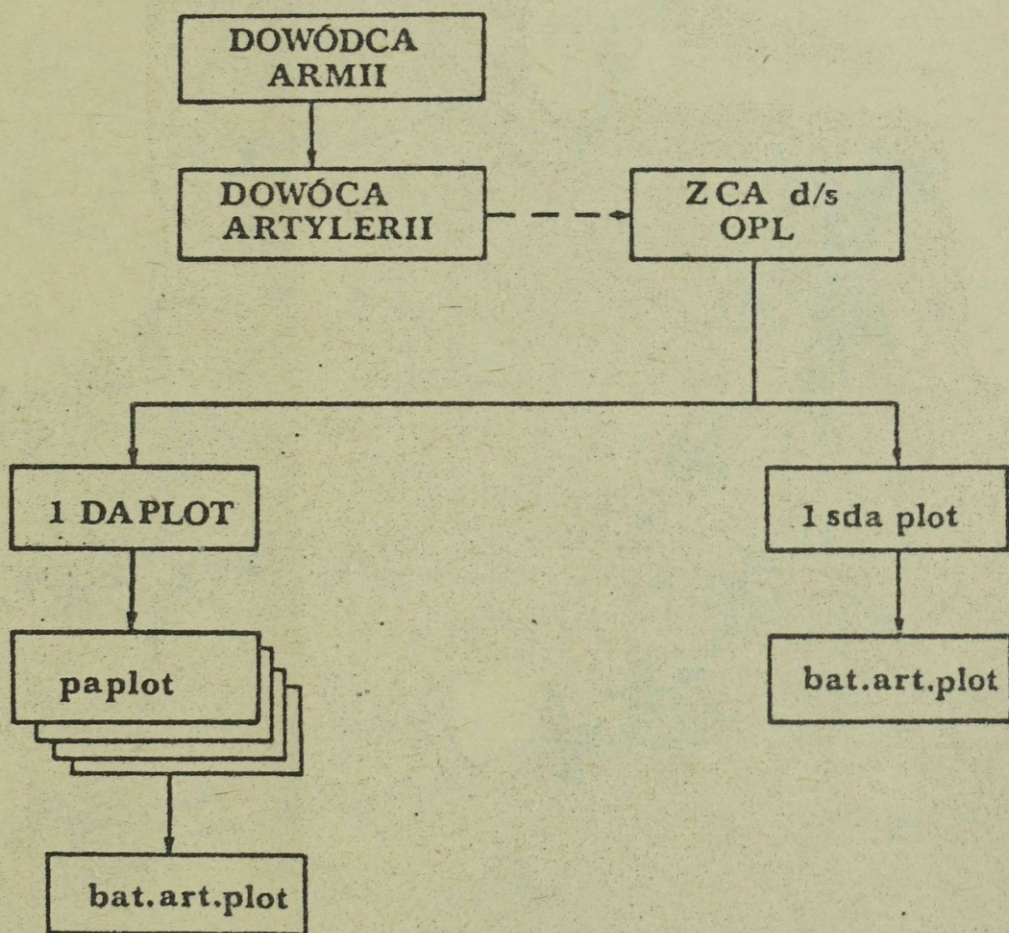 DOWÓDCA
ARMII
DOWÓCA
ARTYLERII
ZCA d/s
OPL
1 DAPLOT
1 sda plot
paplot
bat.art.plot
bat.art.plot